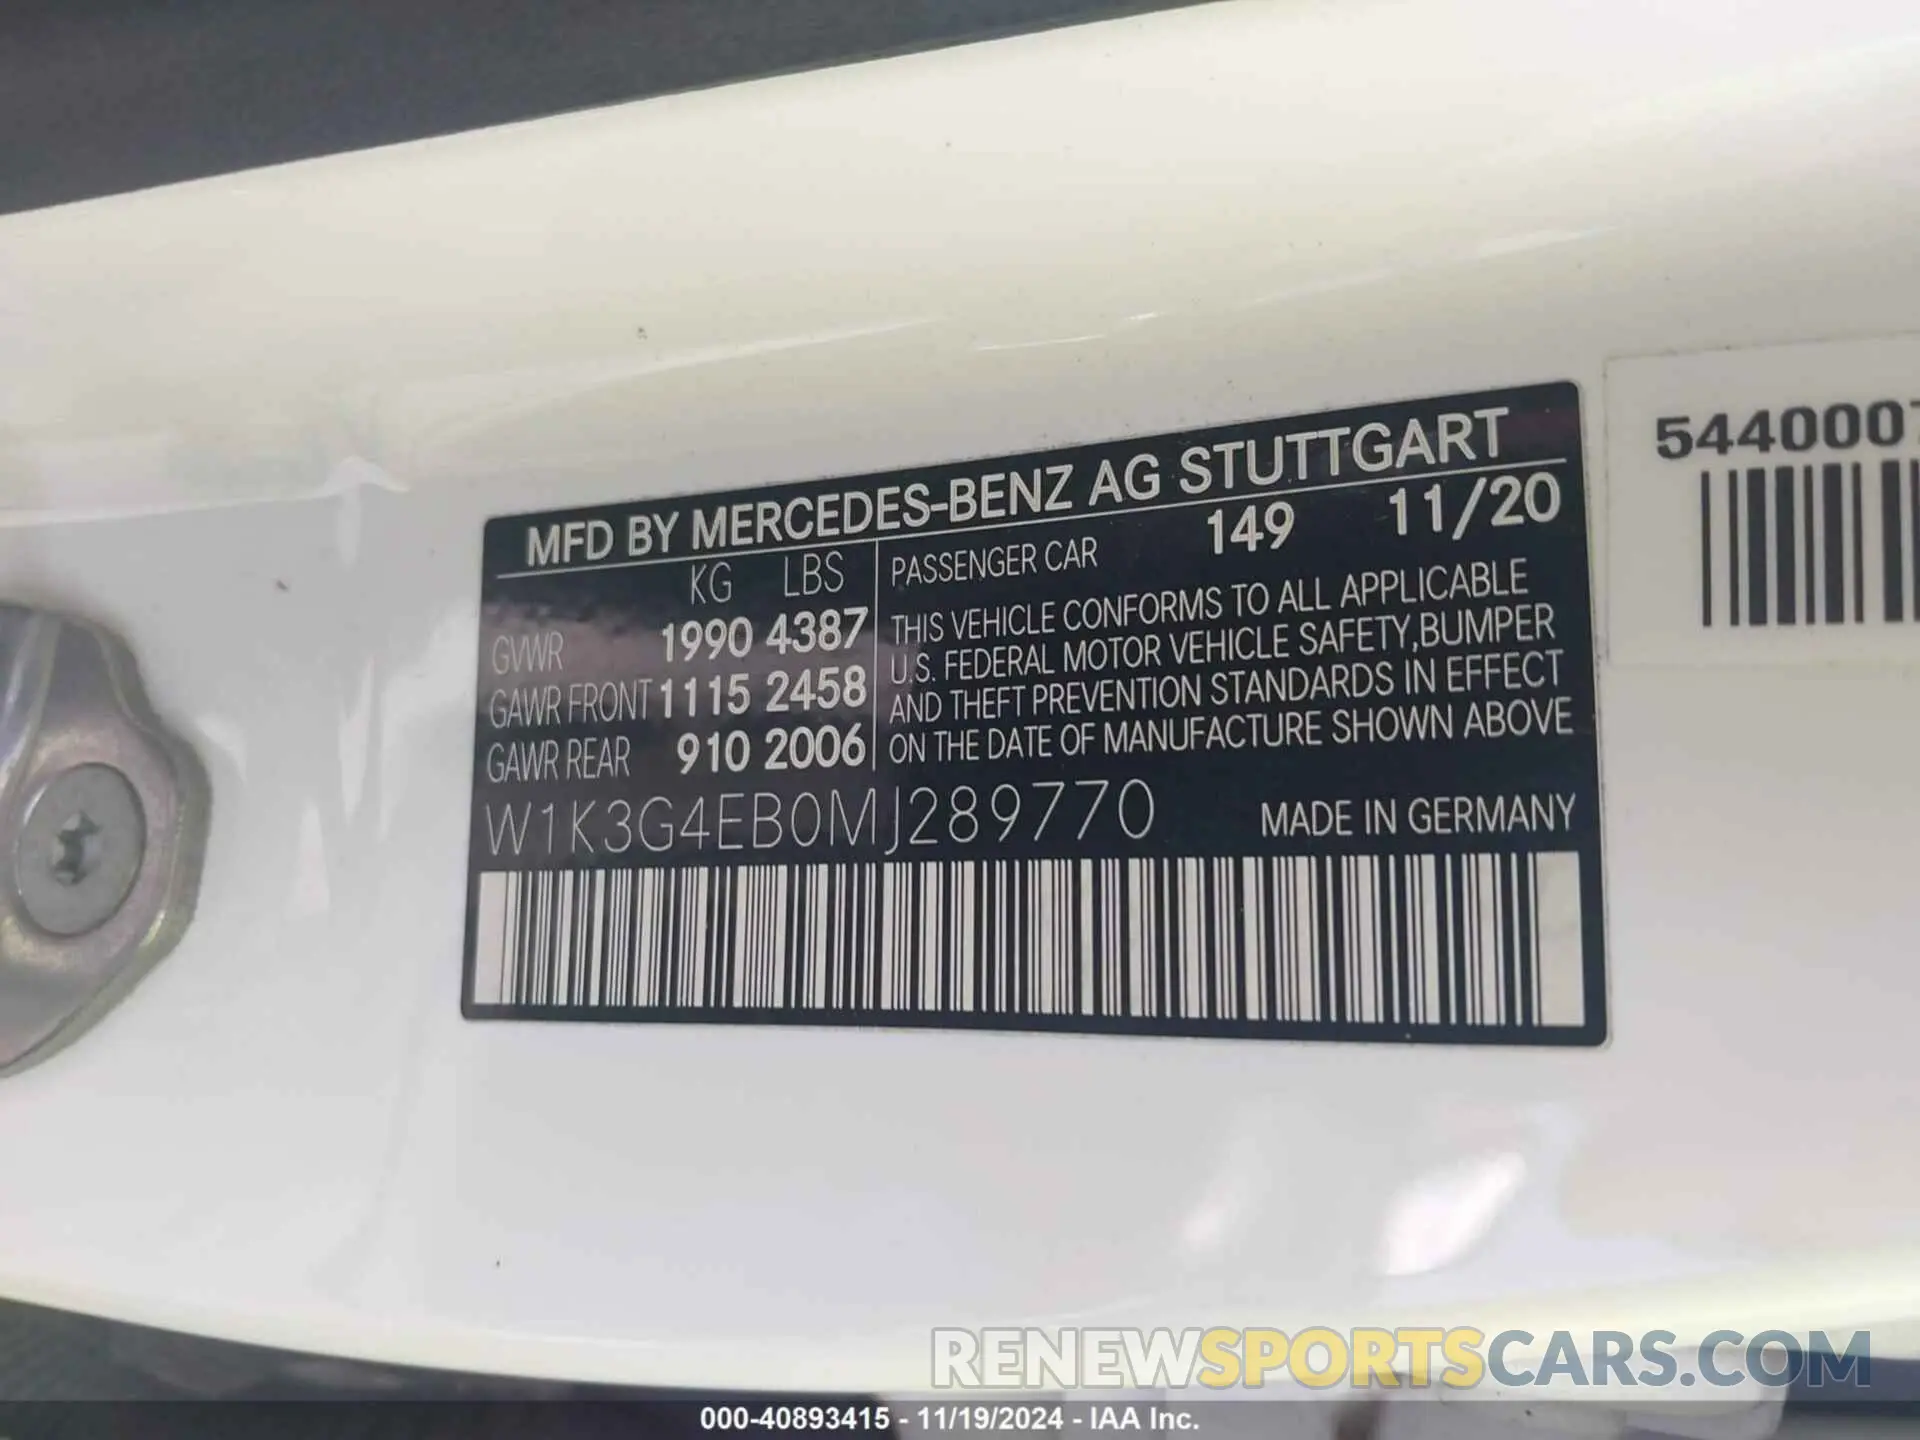 MFD BY MERCEDES-BENZ AG STUTTGART
KG LBS
PASSENGER CAR 149 11/20
GVWR 1990 4387
GAWR FRONT 1115 2458
GAWR REAR 910 2006
THIS VEHICLE CONFORMS TO ALL APPLICABLE
U.S. FEDERAL MOTOR VEHICLE SAFETY,BUMPER
AND THEFT PREVENTION STANDARDS IN EFFECT
ON THE DATE OF MANUFACTURE SHOWN ABOVE
W1K3G4EB0MJ289770 MADE IN GERMANY
544000
RENEWSPORTSCARS.COM
000-40893415 - 11/19/2024 - IAA Inc.